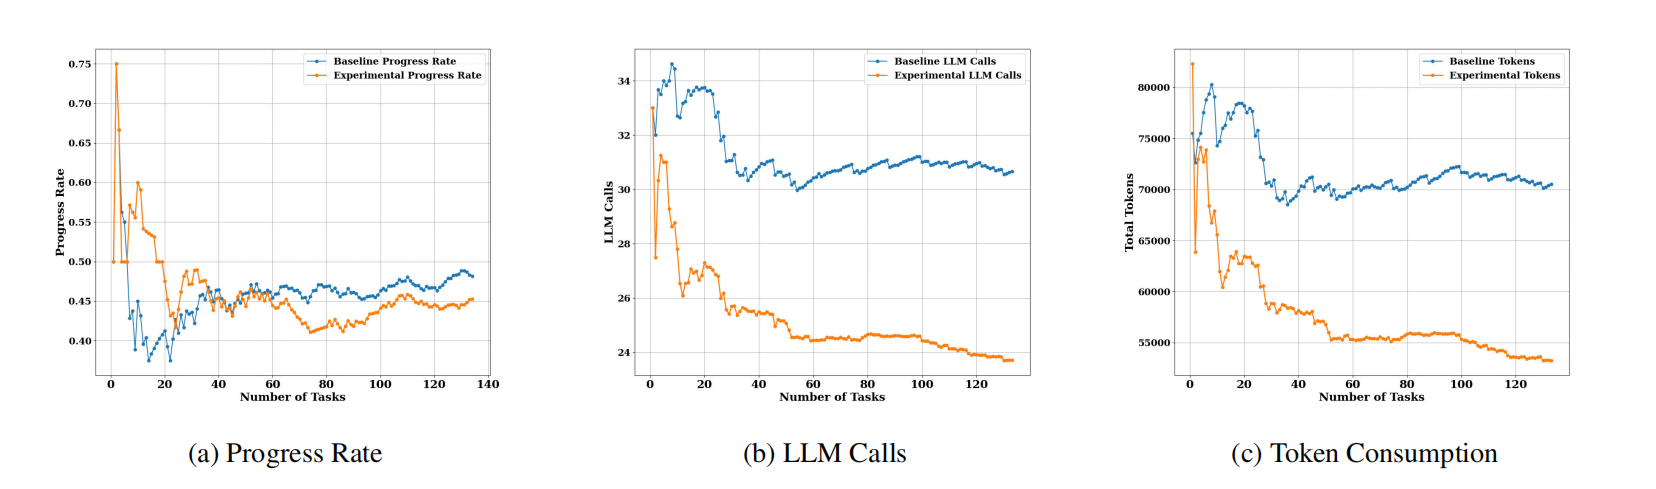 Baseline Progress Rate
Experimental Progress Rate
0.75
0.70
0.65
0.60
0.55
0.50
0.45
0.40
Progress Rate
0 20 40 60 80 100 120 140
Number of Tasks
(a) Progress Rate
Baseline LLM Calls
Experimental LLM Calls
34
32
30
28
26
24
LLM Calls
0 20 40 60 80 100 120
Number of Tasks
(b) LLM Calls
Baseline Tokens
Experimental Tokens
80000
75000
70000
65000
60000
55000
Total Tokens
0 20 40 60 80 100 120
Number of Tasks
(c) Token Consumption